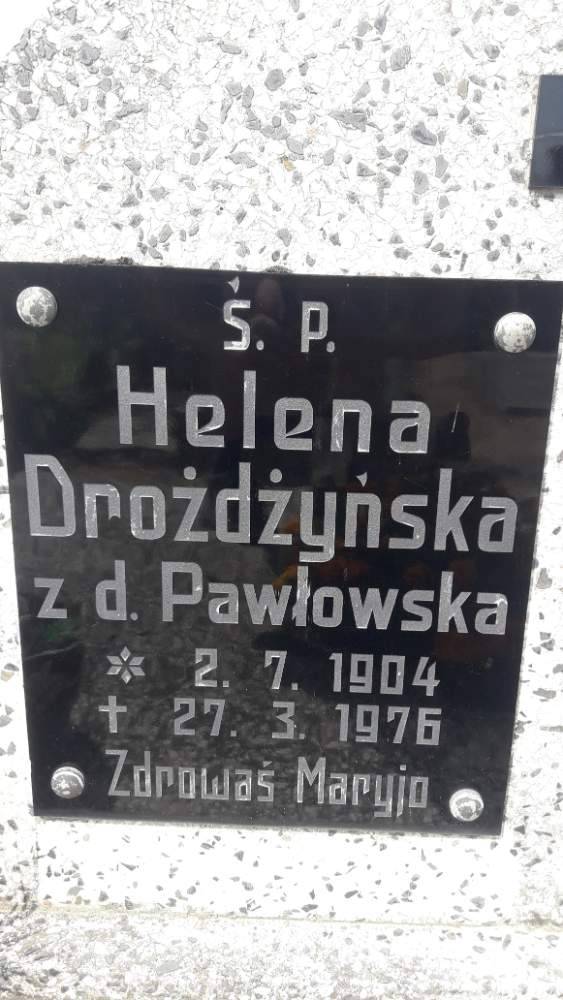 Ś. P.
Helena
Drożdżyńska
z d. Pawłowska
* 2. 7. 1904
† 27. 3. 1976
Zdrowaś Maryjo